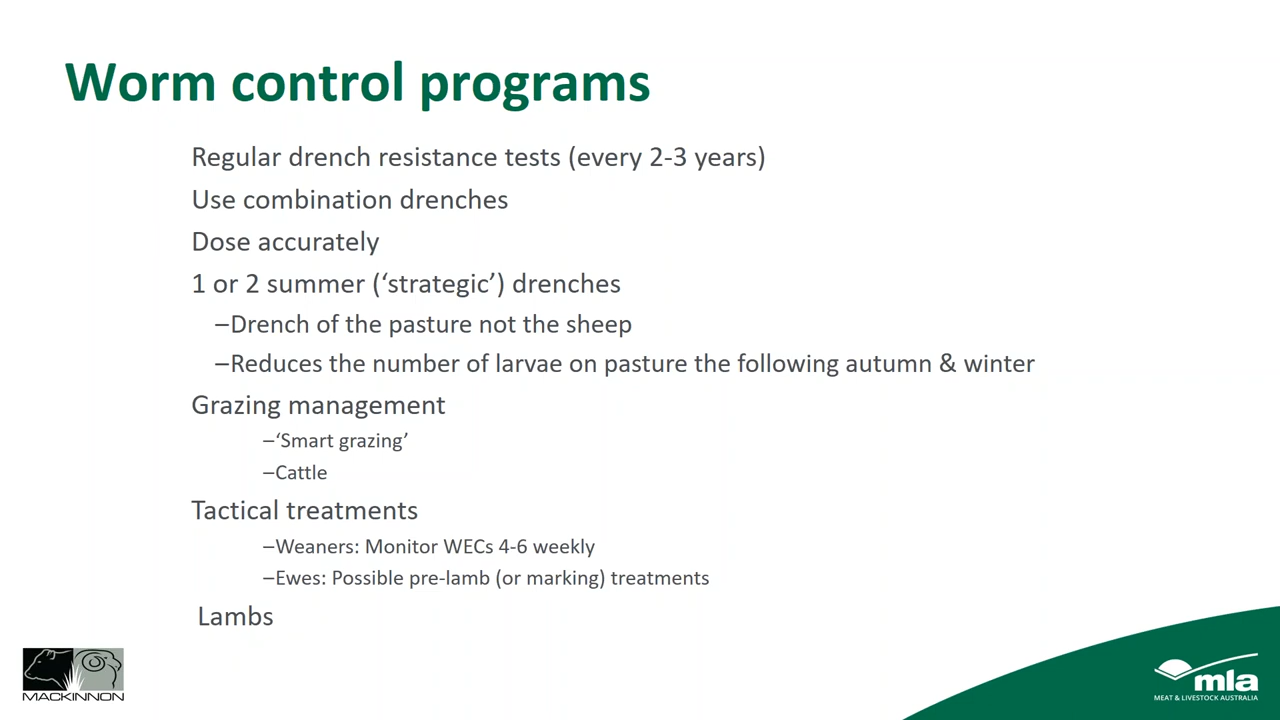 Worm control programs
Regular drench resistance tests (every 2-3 years)
Use combination drenches
Dose accurately
1 or 2 summer (‘strategic’) drenches
–Drench of the pasture not the sheep
–Reduces the number of larvae on pasture the following autumn & winter
Grazing management
–‘Smart grazing’
–Cattle
Tactical treatments
–Weaners: Monitor WECs 4-6 weekly
–Ewes: Possible pre-lamb (or marking) treatments
Lambs
MACKINNON
mla
MEAT & LIVESTOCK AUSTRALIA